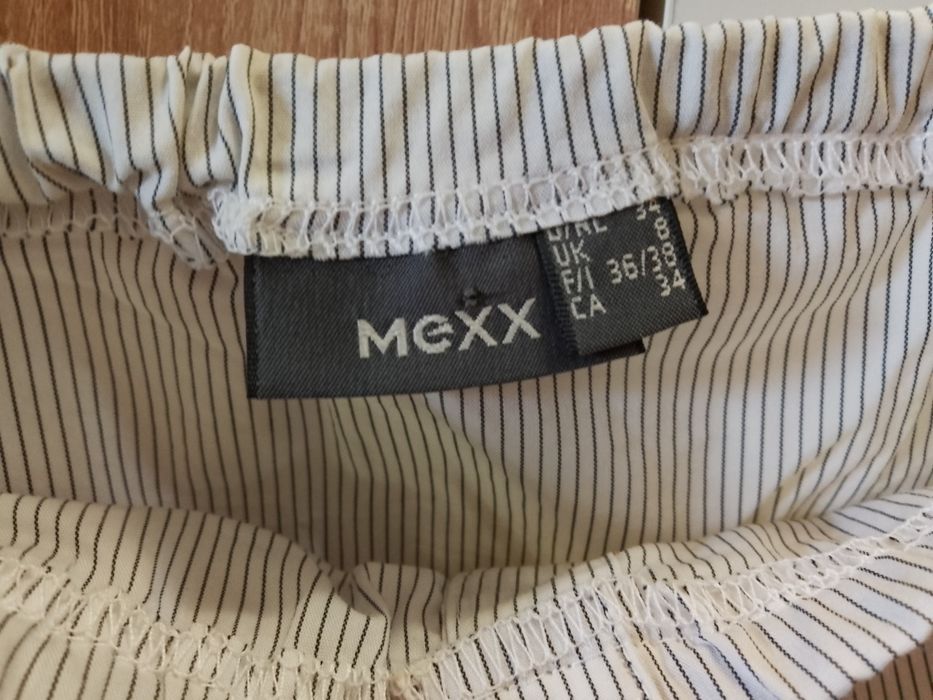 MeXX
D/NL 34
UK 8
F/I 36/38
CA 34